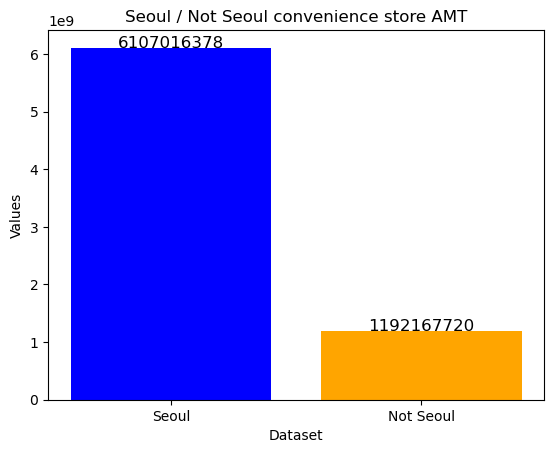 Seoul / Not Seoul convenience store AMT
1e9
6107016378
6
5
4
3
2
1192167720
1
0
Values
Seoul
Not Seoul
Dataset